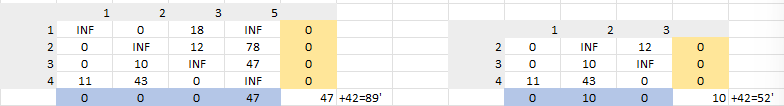 1 2 3 5 1 2 3
1 INF 0 18 INF 0 2 0 INF 12 0
2 0 INF 12 78 0 3 0 10 INF 0
3 0 10 INF 47 0 4 11 43 0 0
4 11 43 0 INF 0 0 10 0 10 +42=52'
0 0 0 47 47 +42=89'